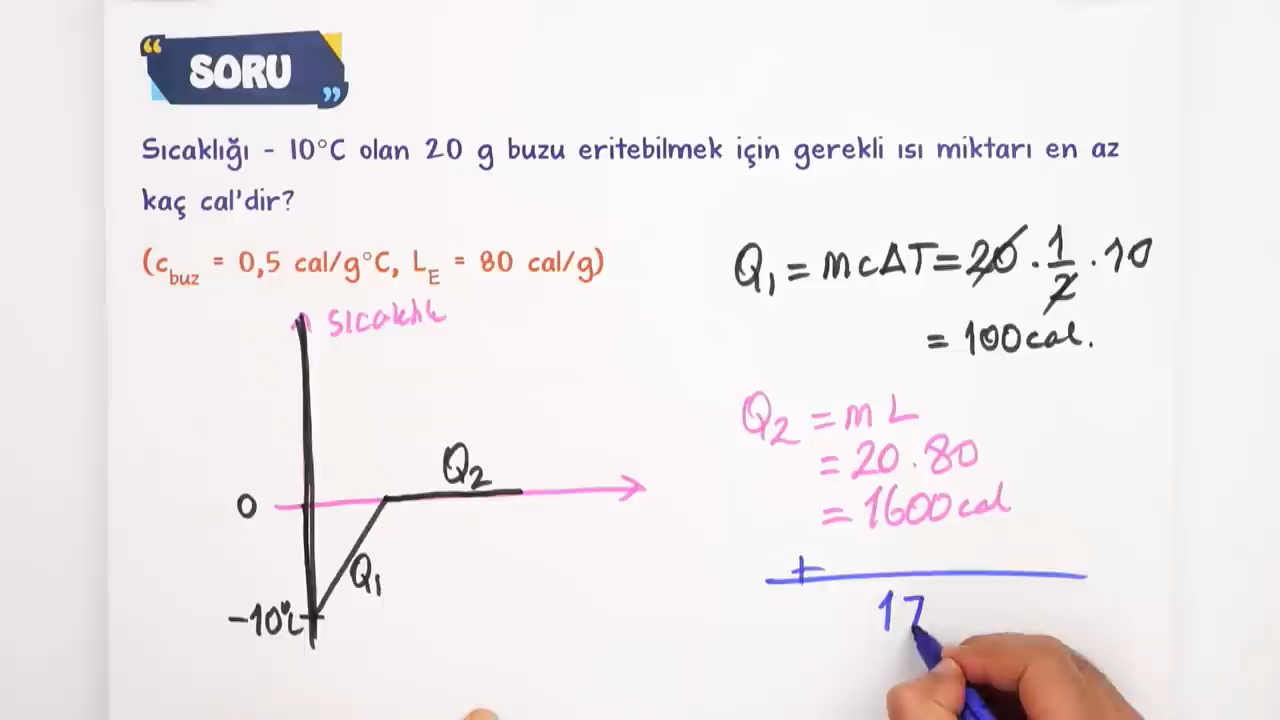 “
SORU
”
Sıcaklığı - 10°C olan 20 g buzu eritebilmek için gerekli ısı miktarı en az
kaç cal'dir?
(c_buz = 0,5 cal/g°C, L_E = 80 cal/g)
Sıcaklık
0
-10°C
Q₁
Q₂
Q₁ = mcΔT = 20 · 1/2 · 10
= 100 cal.
Q₂ = m L
= 20 . 80
= 1600 cal
+
17